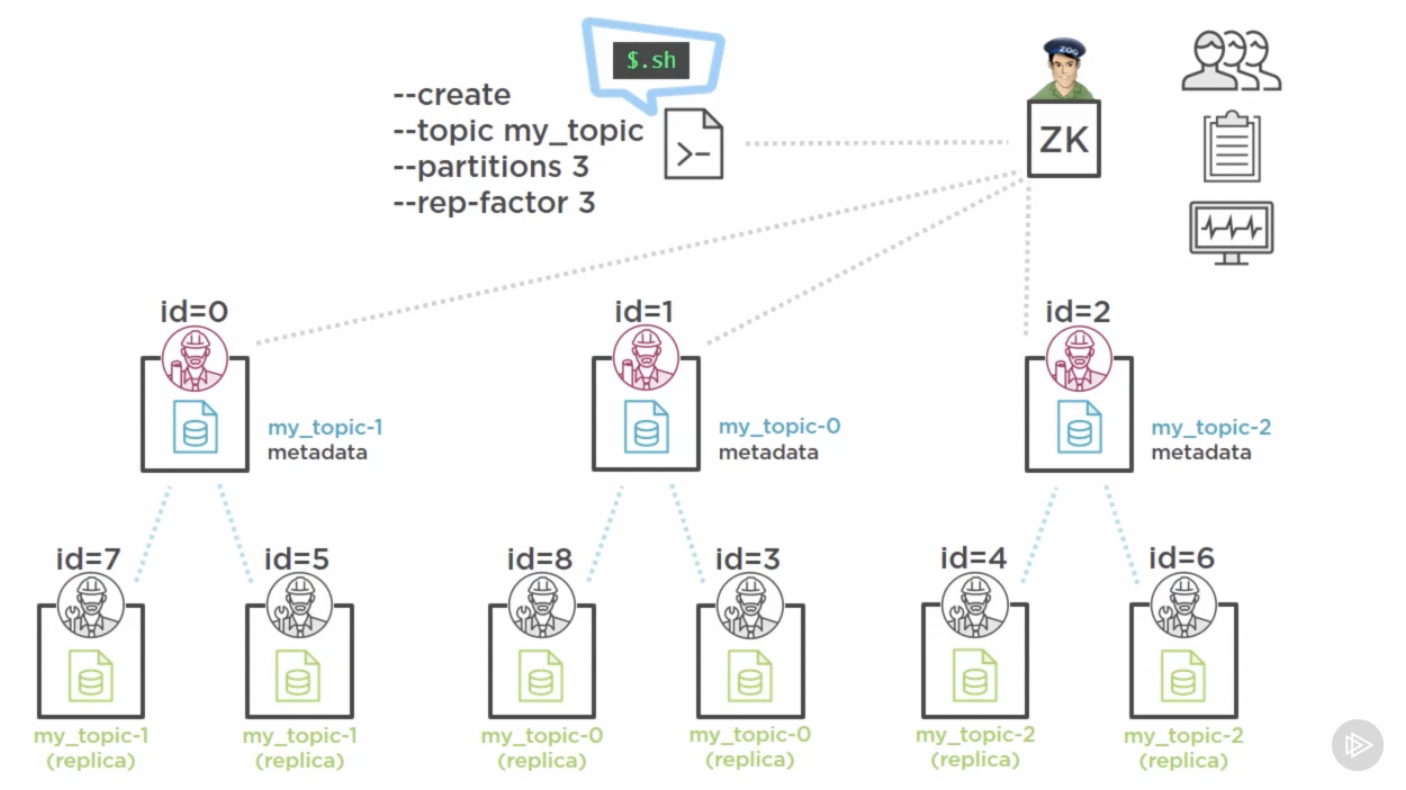 $.sh
--create
--topic my_topic
--partitions 3
--rep-factor 3
ZOO
ZK
id=0
id=1
id=2
my_topic-1
metadata
my_topic-0
metadata
my_topic-2
metadata
id=7
id=5
id=8
id=3
id=4
id=6
my_topic-1
(replica)
my_topic-1
(replica)
my_topic-0
(replica)
my_topic-0
(replica)
my_topic-2
(replica)
my_topic-2
(replica)